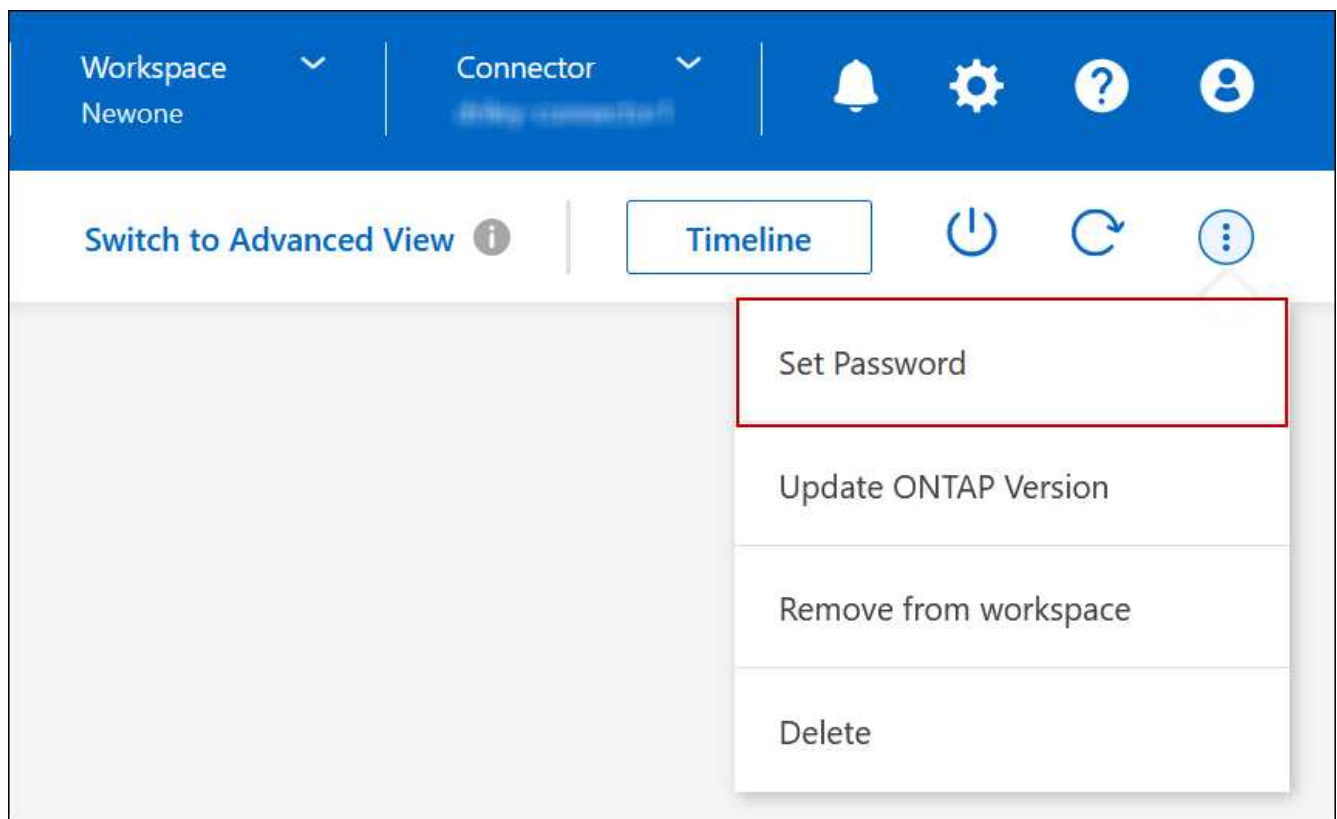 Workspace
Newone
Connector
Switch to Advanced View
Timeline
Set Password
Update ONTAP Version
Remove from workspace
Delete